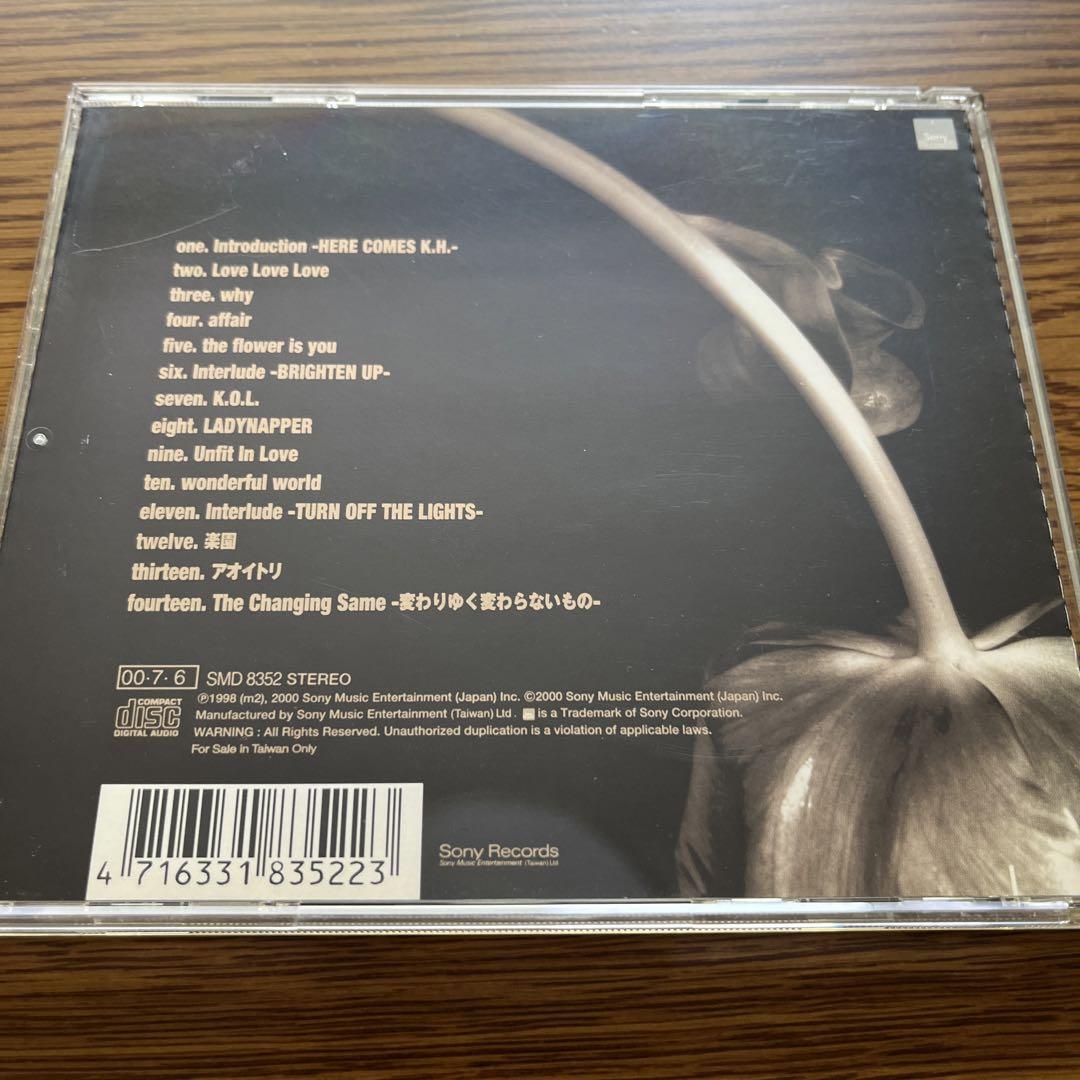 Sony
one. Introduction -HERE COMES K.H.-
two. Love Love Love
three. why
four. affair
five. the flower is you
six. Interlude -BRIGHTEN UP-
seven. K.O.L.
eight. LADYNAPPER
nine. Unfit In Love
ten. wonderful world
eleven. Interlude -TURN OFF THE LIGHTS-
twelve. 楽園
thirteen. アオイトリ
fourteen. The Changing Same -変わりゆく変わらないもの-
00・7・6 SMD 8352 STEREO
℗1998 (m2), 2000 Sony Music Entertainment (Japan) Inc. ©2000 Sony Music Entertainment (Japan) Inc.
Manufactured by Sony Music Entertainment (Taiwan) Ltd. is a Trademark of Sony Corporation.
WARNING : All Rights Reserved. Unauthorized duplication is a violation of applicable laws.
For Sale in Taiwan Only
COMPACT
disc
DIGITAL AUDIO
4 716331 835223
Sony Records
Sony Music Entertainment (Taiwan) Ltd